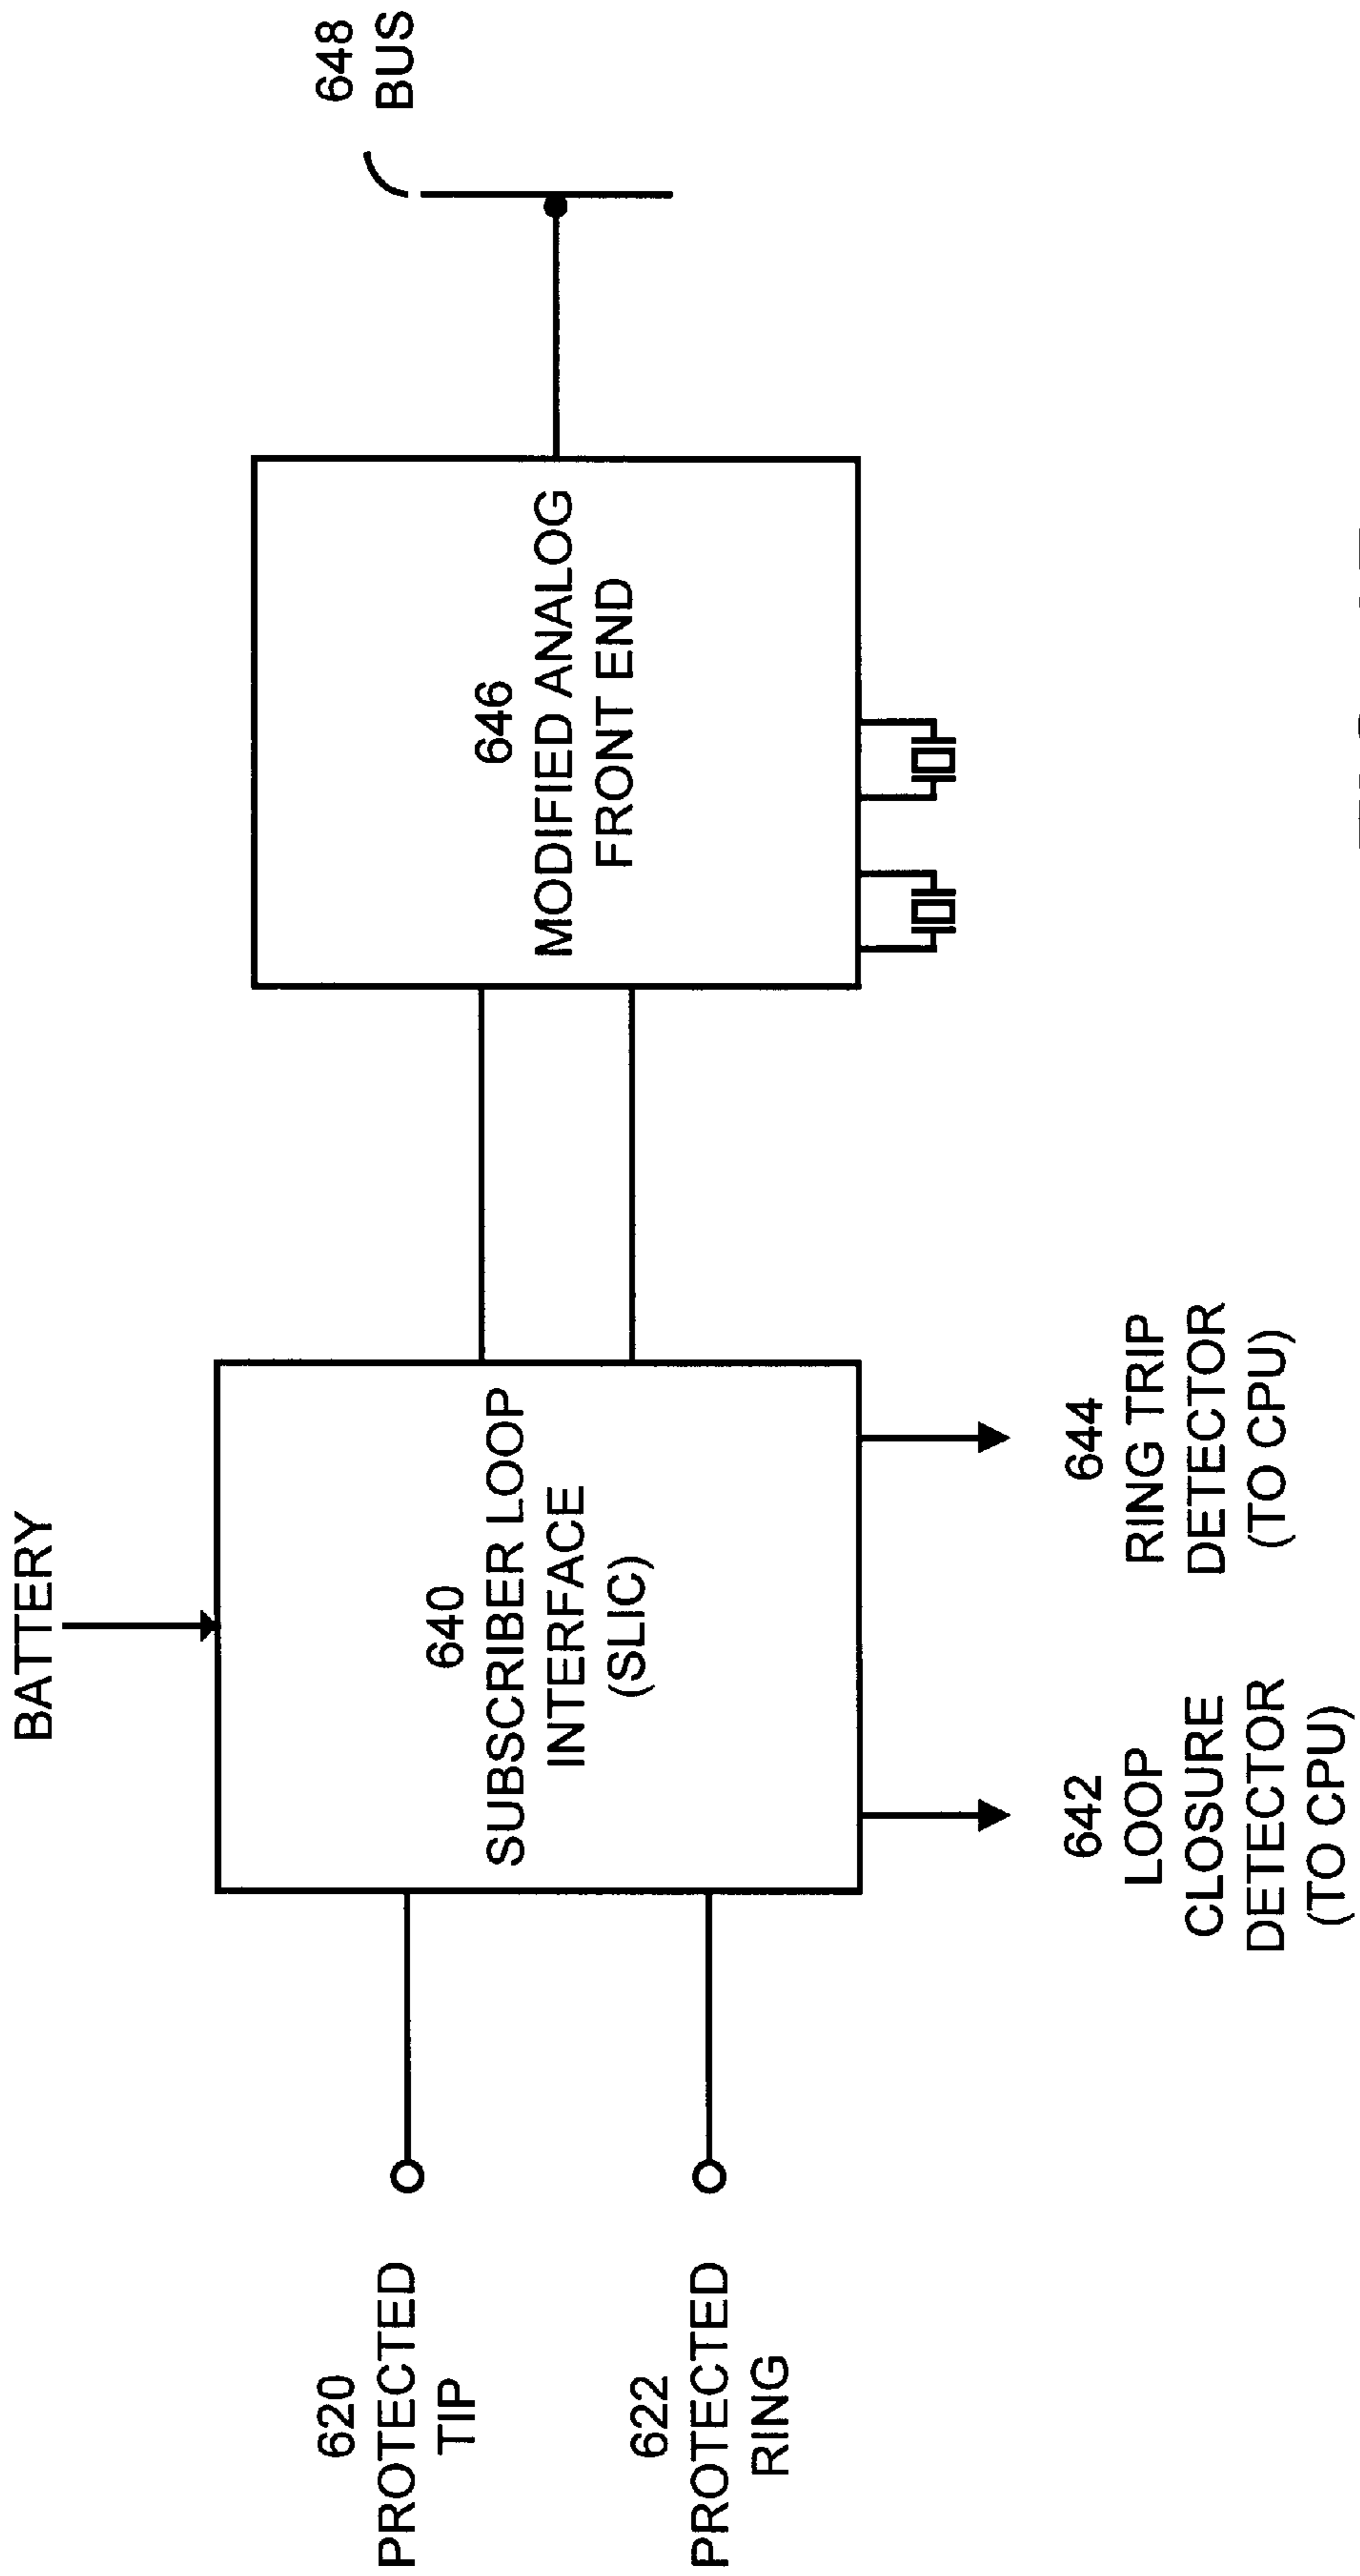 BATTERY
648
BUS
620
PROTECTED
TIP
622
PROTECTED
RING
640
SUBSCRIBER LOOP
INTERFACE
(SLIC)
646
MODIFIED ANALOG
FRONT END
642
LOOP
CLOSURE
DETECTOR
(TO CPU)
644
RING TRIP
DETECTOR
(TO CPU)